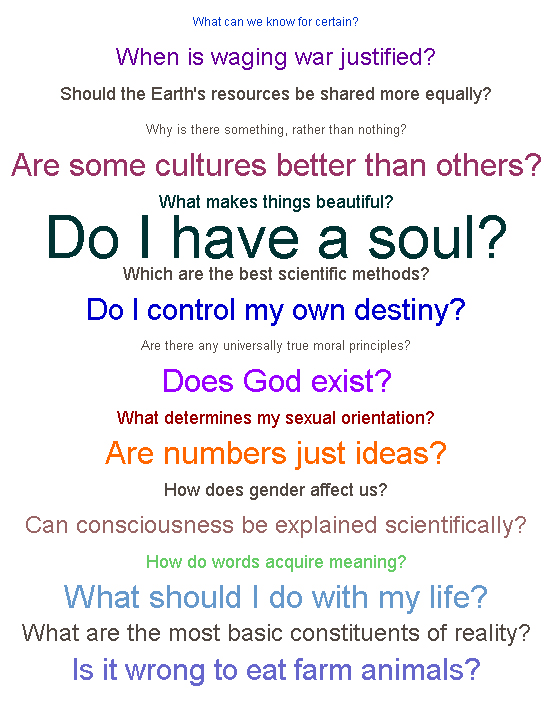 What can we know for certain?
When is waging war justified?
Should the Earth's resources be shared more equally?
Why is there something, rather than nothing?
Are some cultures better than others?
What makes things beautiful?
Do I have a soul?
Which are the best scientific methods?
Do I control my own destiny?
Are there any universally true moral principles?
Does God exist?
What determines my sexual orientation?
Are numbers just ideas?
How does gender affect us?
Can consciousness be explained scientifically?
How do words acquire meaning?
What should I do with my life?
What are the most basic constituents of reality?
Is it wrong to eat farm animals?